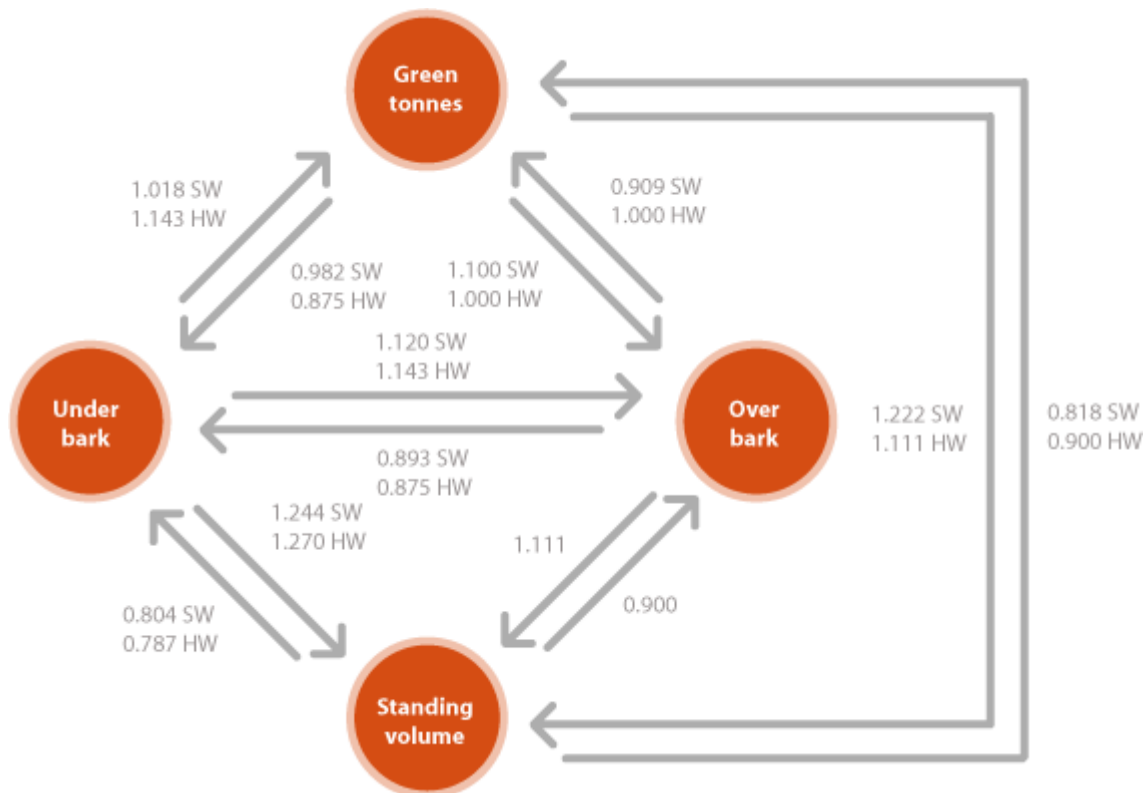 Green
tonnes
1.018 SW
1.143 HW
0.909 SW
1.000 HW
0.982 SW
0.875 HW
1.100 SW
1.000 HW
1.120 SW
1.143 HW
Under
bark
Over
bark
1.222 SW
1.111 HW
0.818 SW
0.900 HW
0.893 SW
0.875 HW
1.244 SW
1.270 HW
1.111
0.804 SW
0.787 HW
0.900
Standing
volume